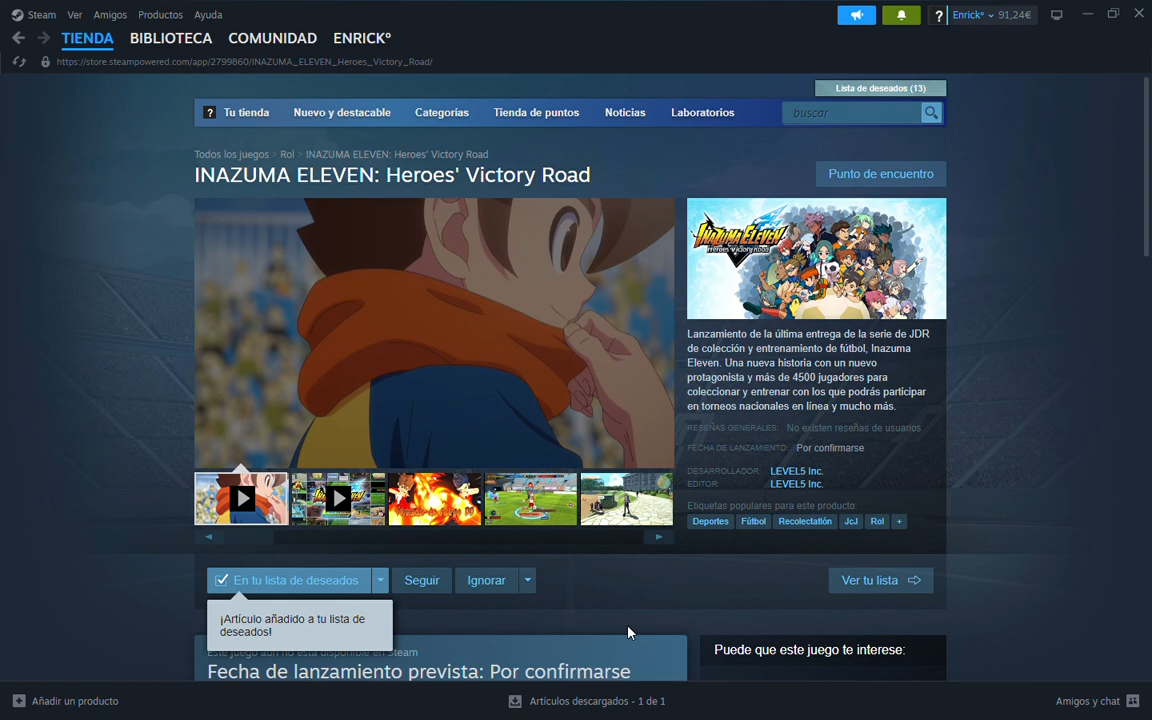 Steam Ver Amigos Productos Ayuda
? Enrick° 91,24€
TIENDA BIBLIOTECA COMUNIDAD ENRICK°
https://store.steampowered.com/app/2799860/INAZUMA_ELEVEN_Heroes_Victory_Road/
Lista de deseados (13)
? Tu tienda Nuevo y destacable Categorías Tienda de puntos Noticias Laboratorios buscar
Todos los juegos > Rol > INAZUMA ELEVEN: Heroes' Victory Road
INAZUMA ELEVEN: Heroes' Victory Road
Punto de encuentro
INAZUMA ELEVEN
Heroes' Victory Road
Lanzamiento de la última entrega de la serie de JDR
de colección y entrenamiento de fútbol, Inazuma
Eleven. Una nueva historia con un nuevo
protagonista y más de 4500 jugadores para
coleccionar y entrenar con los que podrás participar
en torneos nacionales en línea y mucho más.
RESEÑAS GENERALES: No existen reseñas de usuarios
FECHA DE LANZAMIENTO: Por confirmarse
DESARROLLADOR: LEVEL5 Inc.
EDITOR: LEVEL5 Inc.
Etiquetas populares para este producto:
Deportes Fútbol Recolectatlón JcJ Rol +
En tu lista de deseados Seguir Ignorar Ver tu lista
¡Artículo añadido a tu lista de
deseados!
Este juego aún no está disponible en Steam
Fecha de lanzamiento prevista: Por confirmarse
Puede que este juego te interese:
Añadir un producto
Artículos descargados - 1 de 1
Amigos y chat